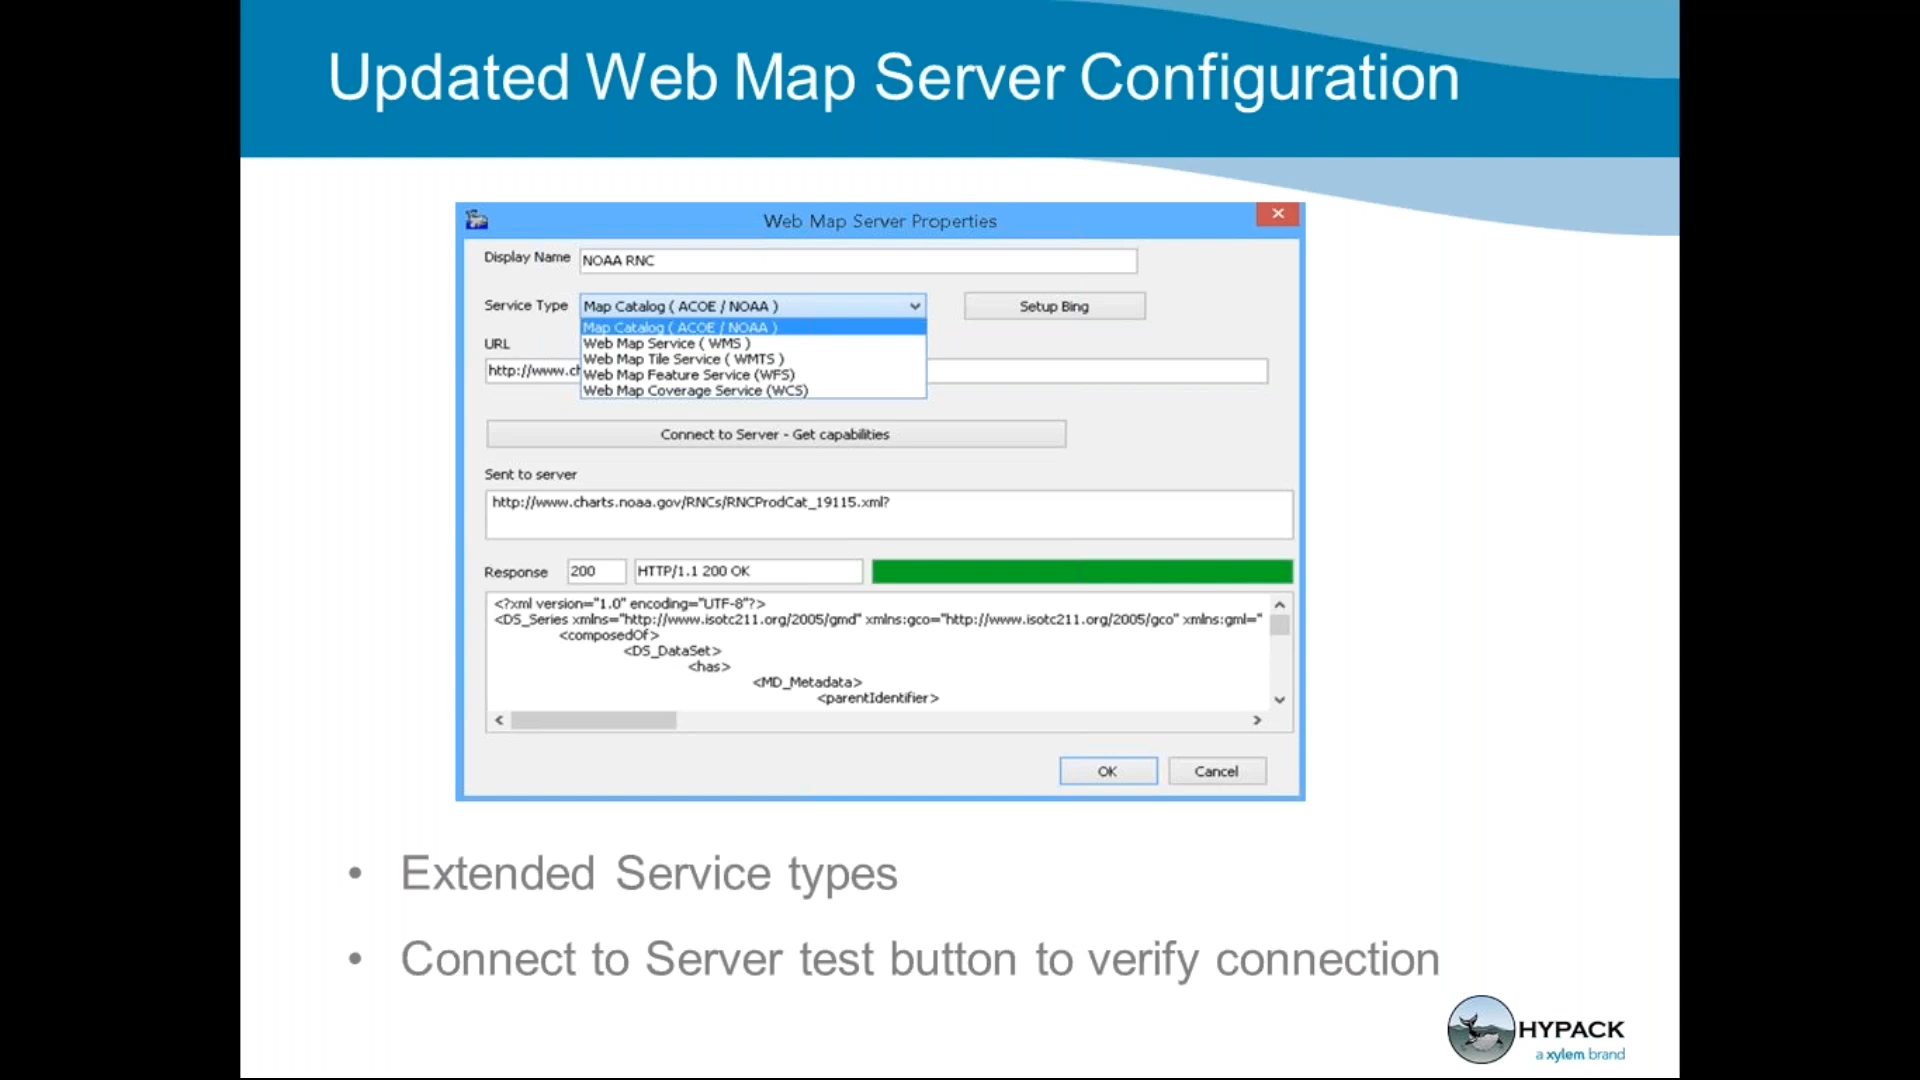 Updated Web Map Server Configuration
Web Map Server Properties
Display Name NOAA RNC
Service Type Map Catalog ( ACOE / NOAA ) Setup Bing
Map Catalog ( ACOE / NOAA )
Web Map Service ( WMS )
Web Map Tile Service ( WMTS )
Web Map Feature Service (WFS)
Web Map Coverage Service (WCS)
URL
http://www.ch
Connect to Server - Get capabilities
Sent to server
http://www.charts.noaa.gov/RNCs/RNCProdCat_19115.xml?
Response 200 HTTP/1.1 200 OK
<?xml version="1.0" encoding="UTF-8"?>
<DS_Series xmlns="http://www.isotc211.org/2005/gmd" xmlns:gco="http://www.isotc211.org/2005/gco" xmlns:gml="
<composedOf>
<DS_DataSet>
<has>
<MD_Metadata>
<parentIdentifier>
OK Cancel
• Extended Service types
• Connect to Server test button to verify connection
HYPACK
a xylem brand